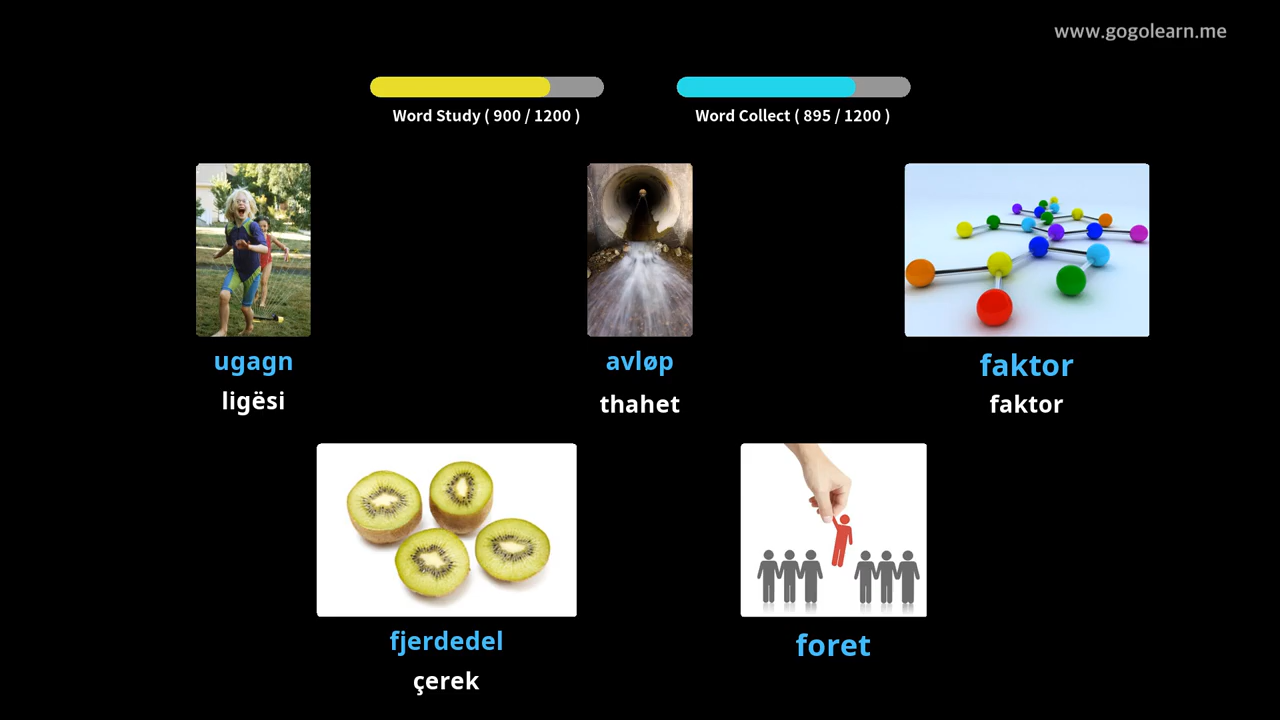 www.gogolearn.me
Word Study ( 900 / 1200 )
Word Collect ( 895 / 1200 )
ugagn
ligësi
avløp
thahet
faktor
faktor
fjerdedel
çerek
foret